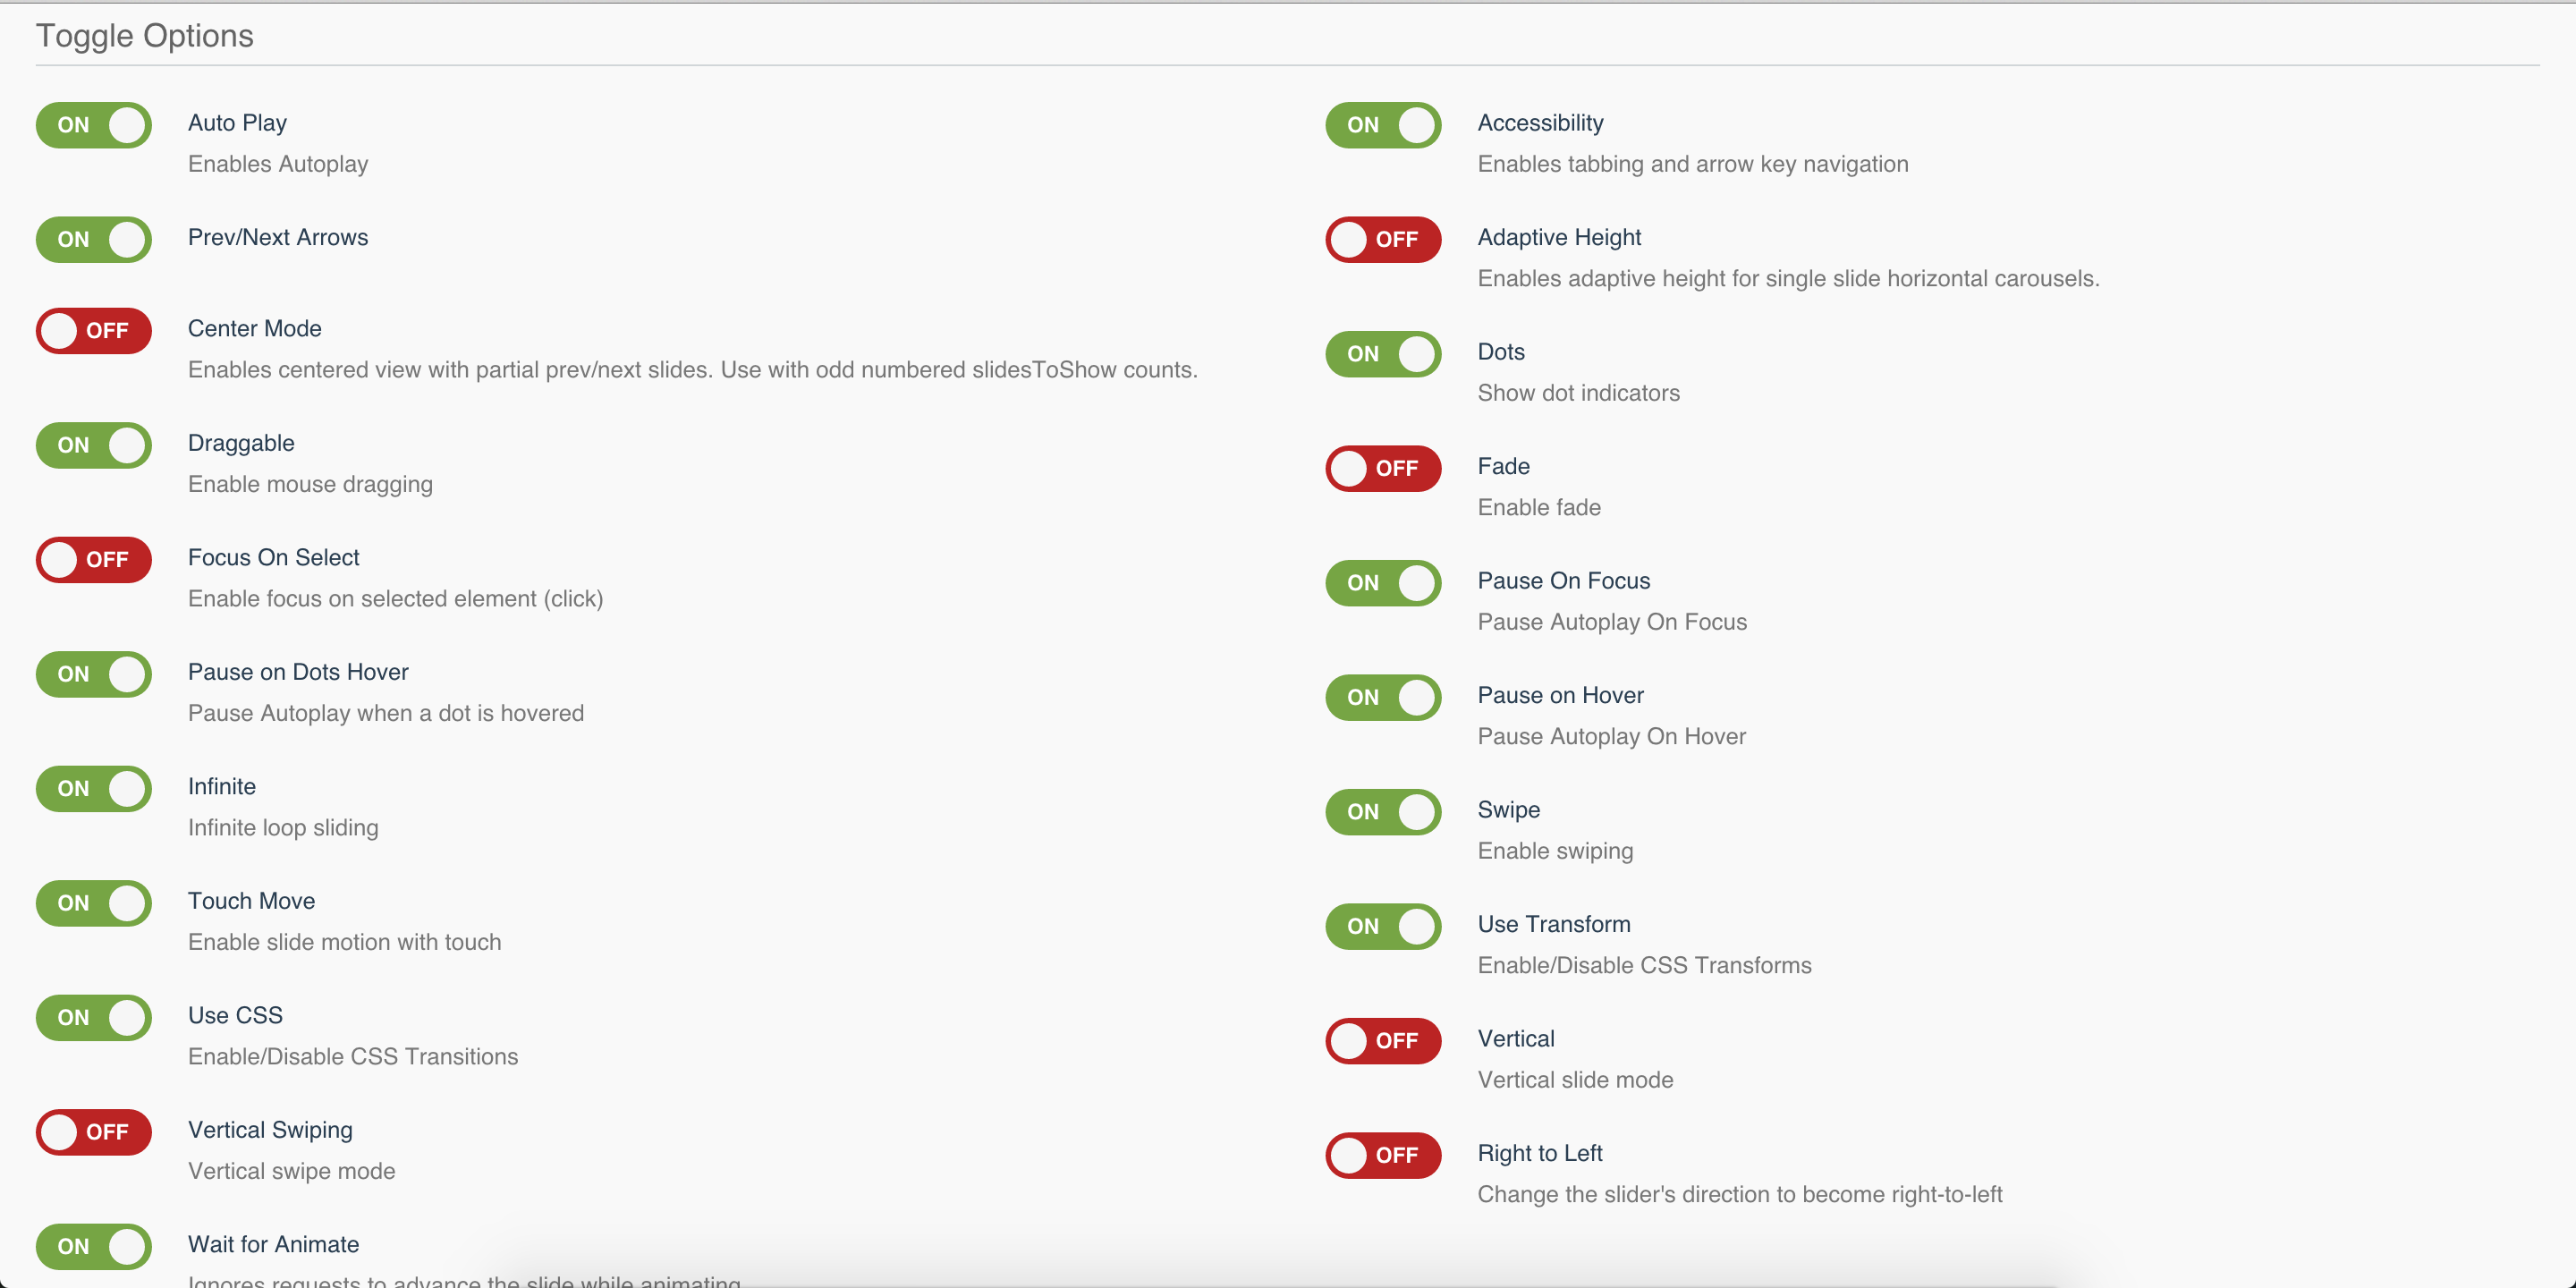 Toggle Options
ON
Auto Play
Enables Autoplay
ON
Prev/Next Arrows
OFF
Center Mode
Enables centered view with partial prev/next slides. Use with odd numbered slidesToShow counts.
ON
Draggable
Enable mouse dragging
OFF
Focus On Select
Enable focus on selected element (click)
ON
Pause on Dots Hover
Pause Autoplay when a dot is hovered
ON
Infinite
Infinite loop sliding
ON
Touch Move
Enable slide motion with touch
ON
Use CSS
Enable/Disable CSS Transitions
OFF
Vertical Swiping
Vertical swipe mode
ON
Wait for Animate
Ignores requests to advance the slide while animating
ON
Accessibility
Enables tabbing and arrow key navigation
OFF
Adaptive Height
Enables adaptive height for single slide horizontal carousels.
ON
Dots
Show dot indicators
OFF
Fade
Enable fade
ON
Pause On Focus
Pause Autoplay On Focus
ON
Pause on Hover
Pause Autoplay On Hover
ON
Swipe
Enable swiping
ON
Use Transform
Enable/Disable CSS Transforms
OFF
Vertical
Vertical slide mode
OFF
Right to Left
Change the slider's direction to become right-to-left